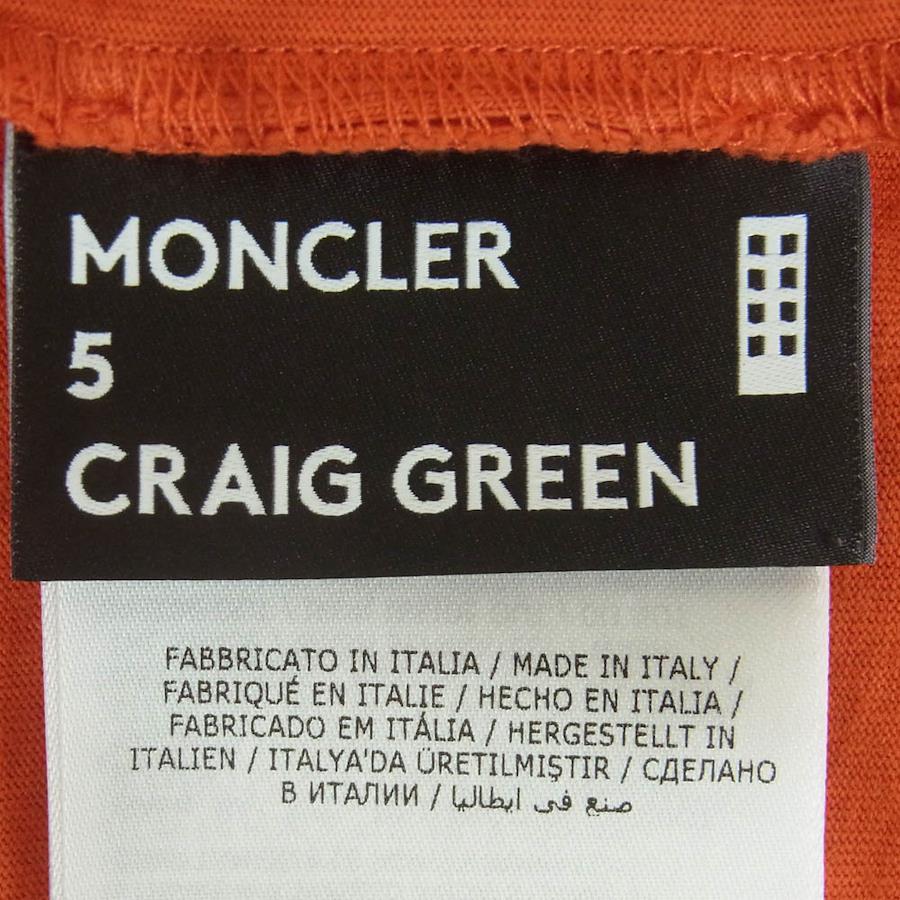 MONCLER
5
CRAIG GREEN
FABBRICATO IN ITALIA / MADE IN ITALY /
FABRIQUÉ EN ITALIE / HECHO EN ITALIA /
FABRICADO EM ITÁLIA / HERGESTELLT IN
ITALIEN / ITALYA'DA ÜRETILMIŞTIR / СДЕЛАНО
В ИТАЛИИ / صنع في ايطاليا